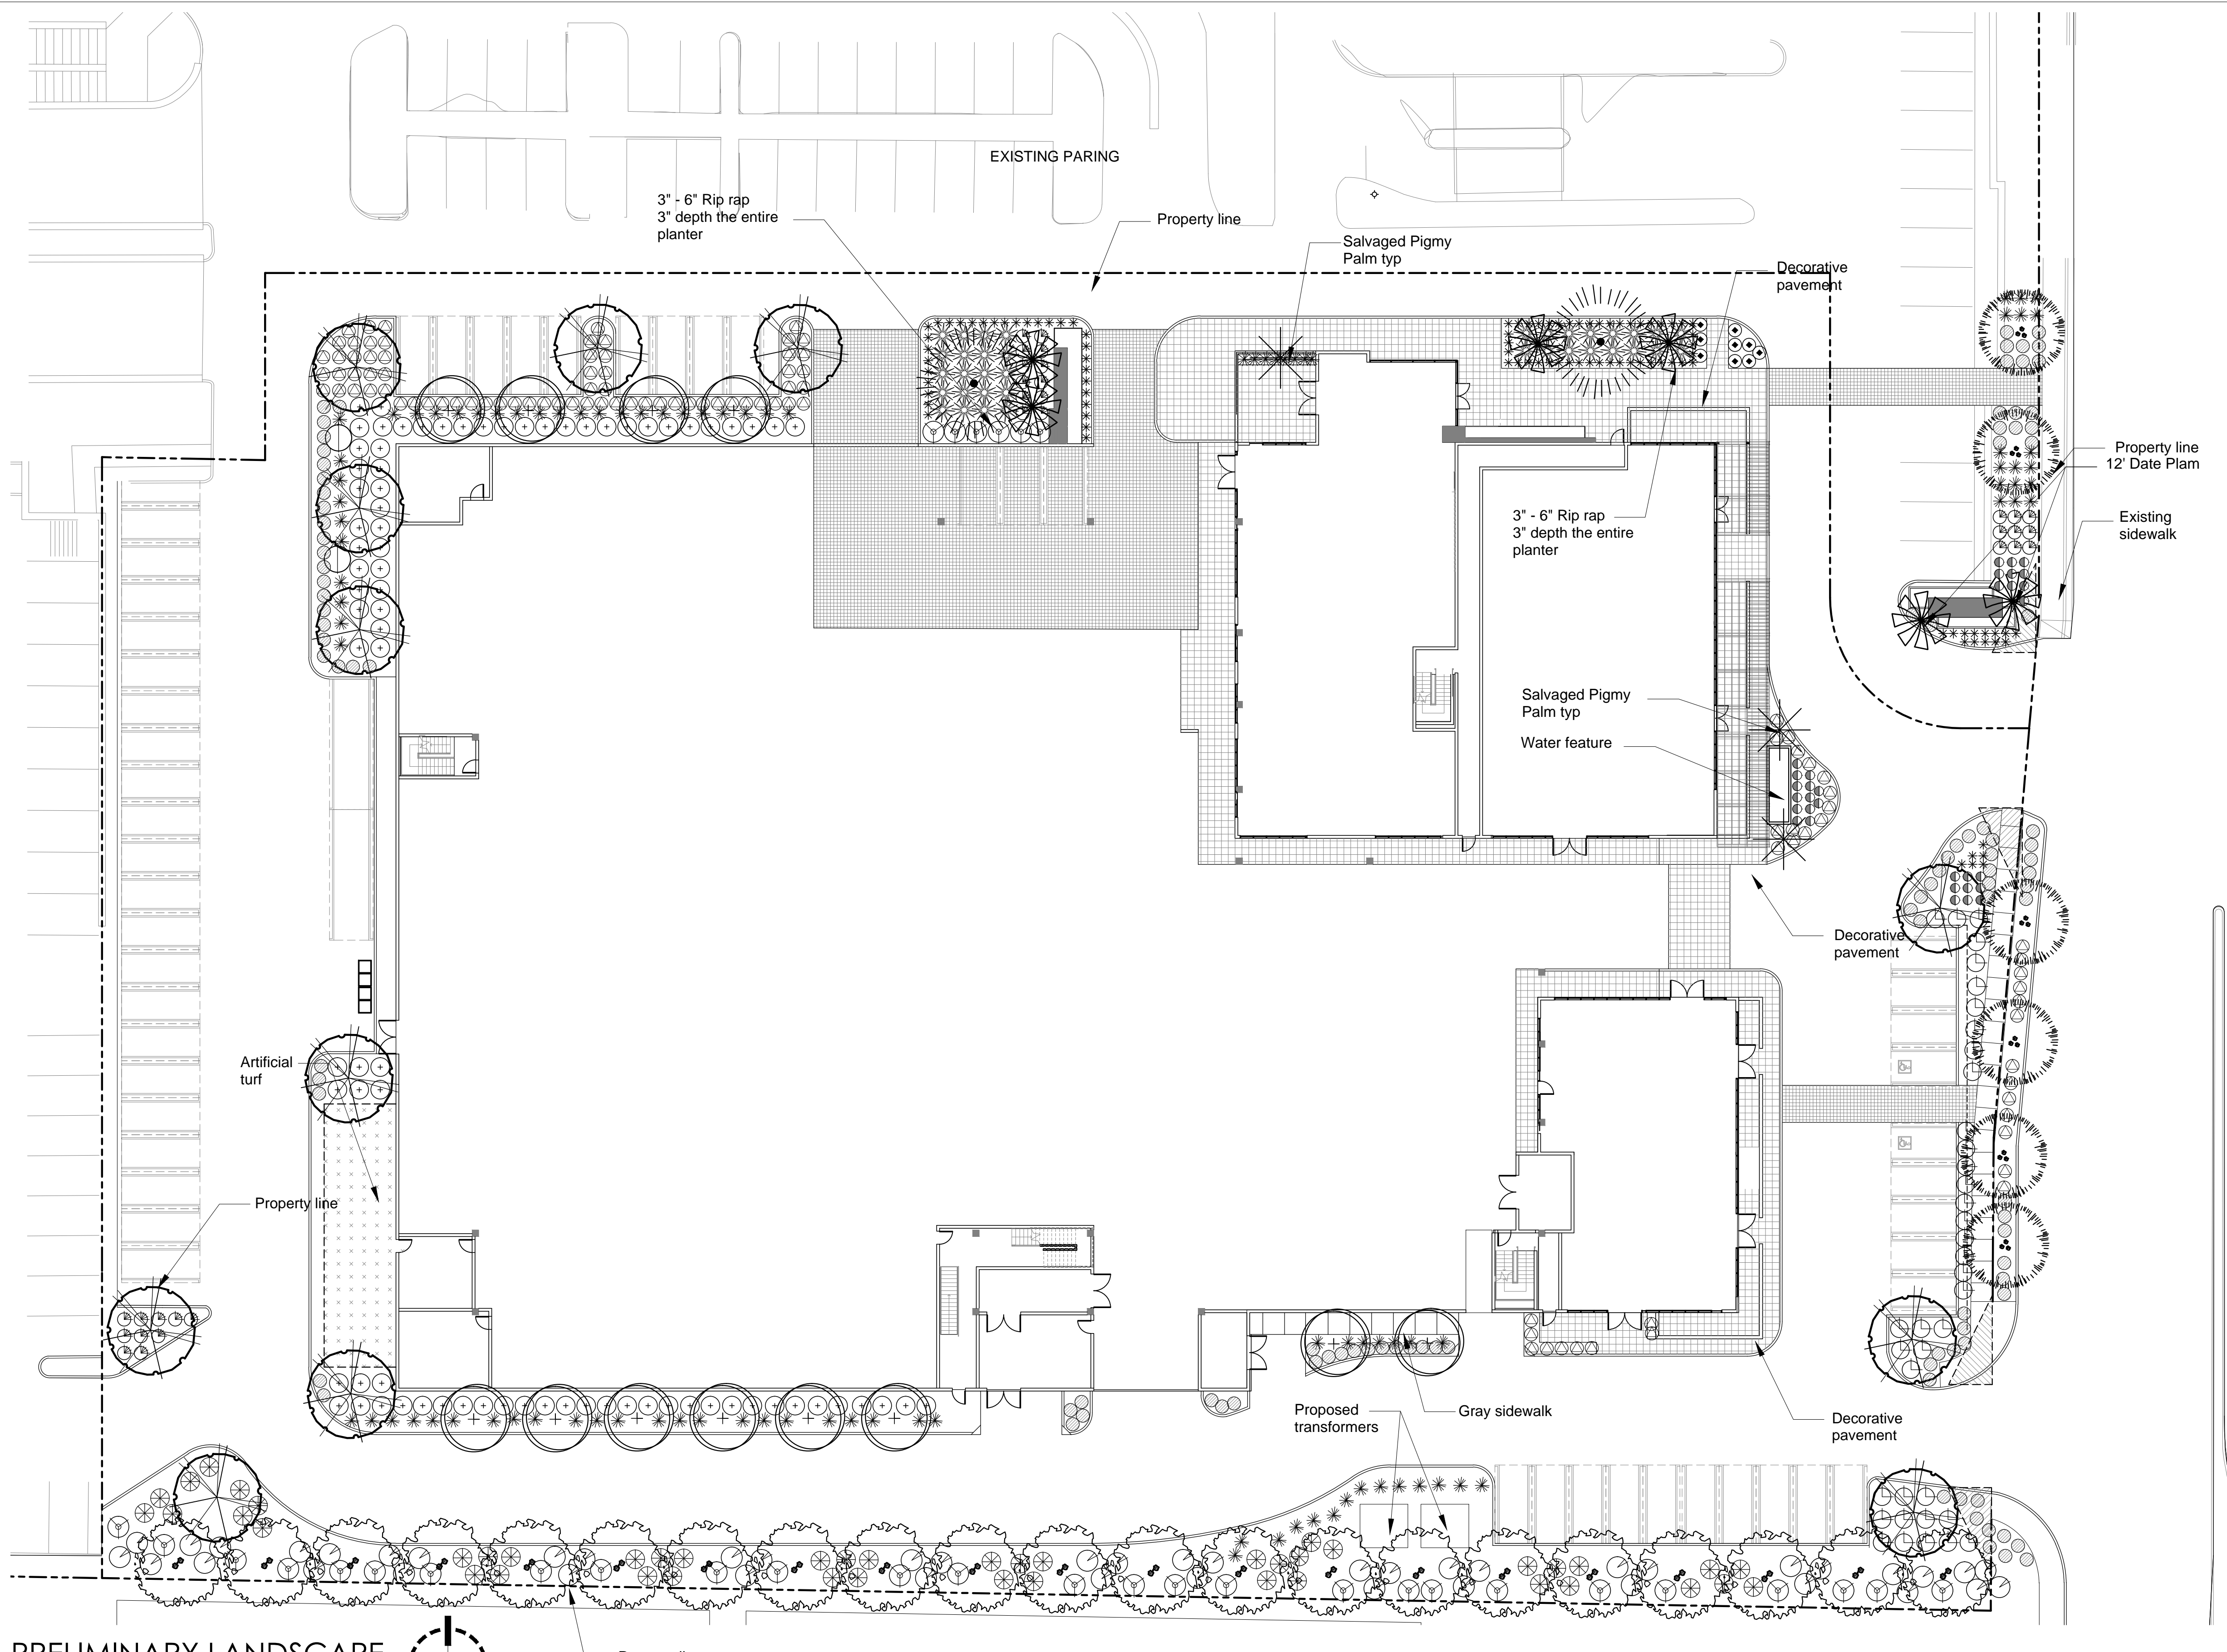 EXISTING PARING
3" - 6" Rip rap
3" depth the entire
planter
Property line
Salvaged Pigmy
Palm typ
Decorative
pavement
Property line
12' Date Plam
Existing
sidewalk
3" - 6" Rip rap
3" depth the entire
planter
Salvaged Pigmy
Palm typ
Water feature
Decorative
pavement
Artificial
turf
Property line
Proposed
transformers
Gray sidewalk
Decorative
pavement
PRELIMINARY LANDSCAPE